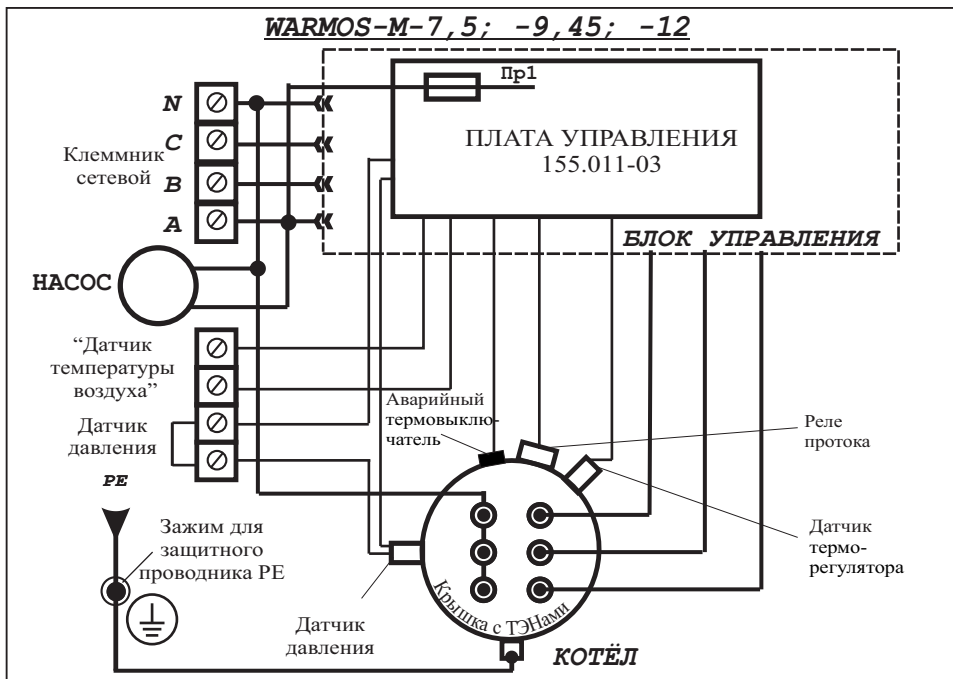 WARMOS-M-7,5; -9,45; -12
Пр1
ПЛАТА УПРАВЛЕНИЯ
155.011-03
БЛОК УПРАВЛЕНИЯ
N
C
B
A
Клеммник
сетевой
НАСОС
“Датчик
температуры
воздуха”
Датчик
давления
PE
Зажим для
защитного
проводника PE
Аварийный
термовыклю-
чатель
Реле
протока
Датчик
термо-
регулятора
Датчик
давления
Крышка с ТЭНами
КОТЁЛ